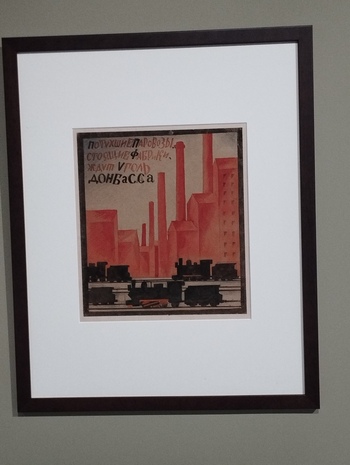 ПОТУХШИЕ ПАРОВОЗЫ,
СТОЯЩИЕ ФАБРИКИ,
ЖДУТ УГОЛЬ
ДОНБаССа